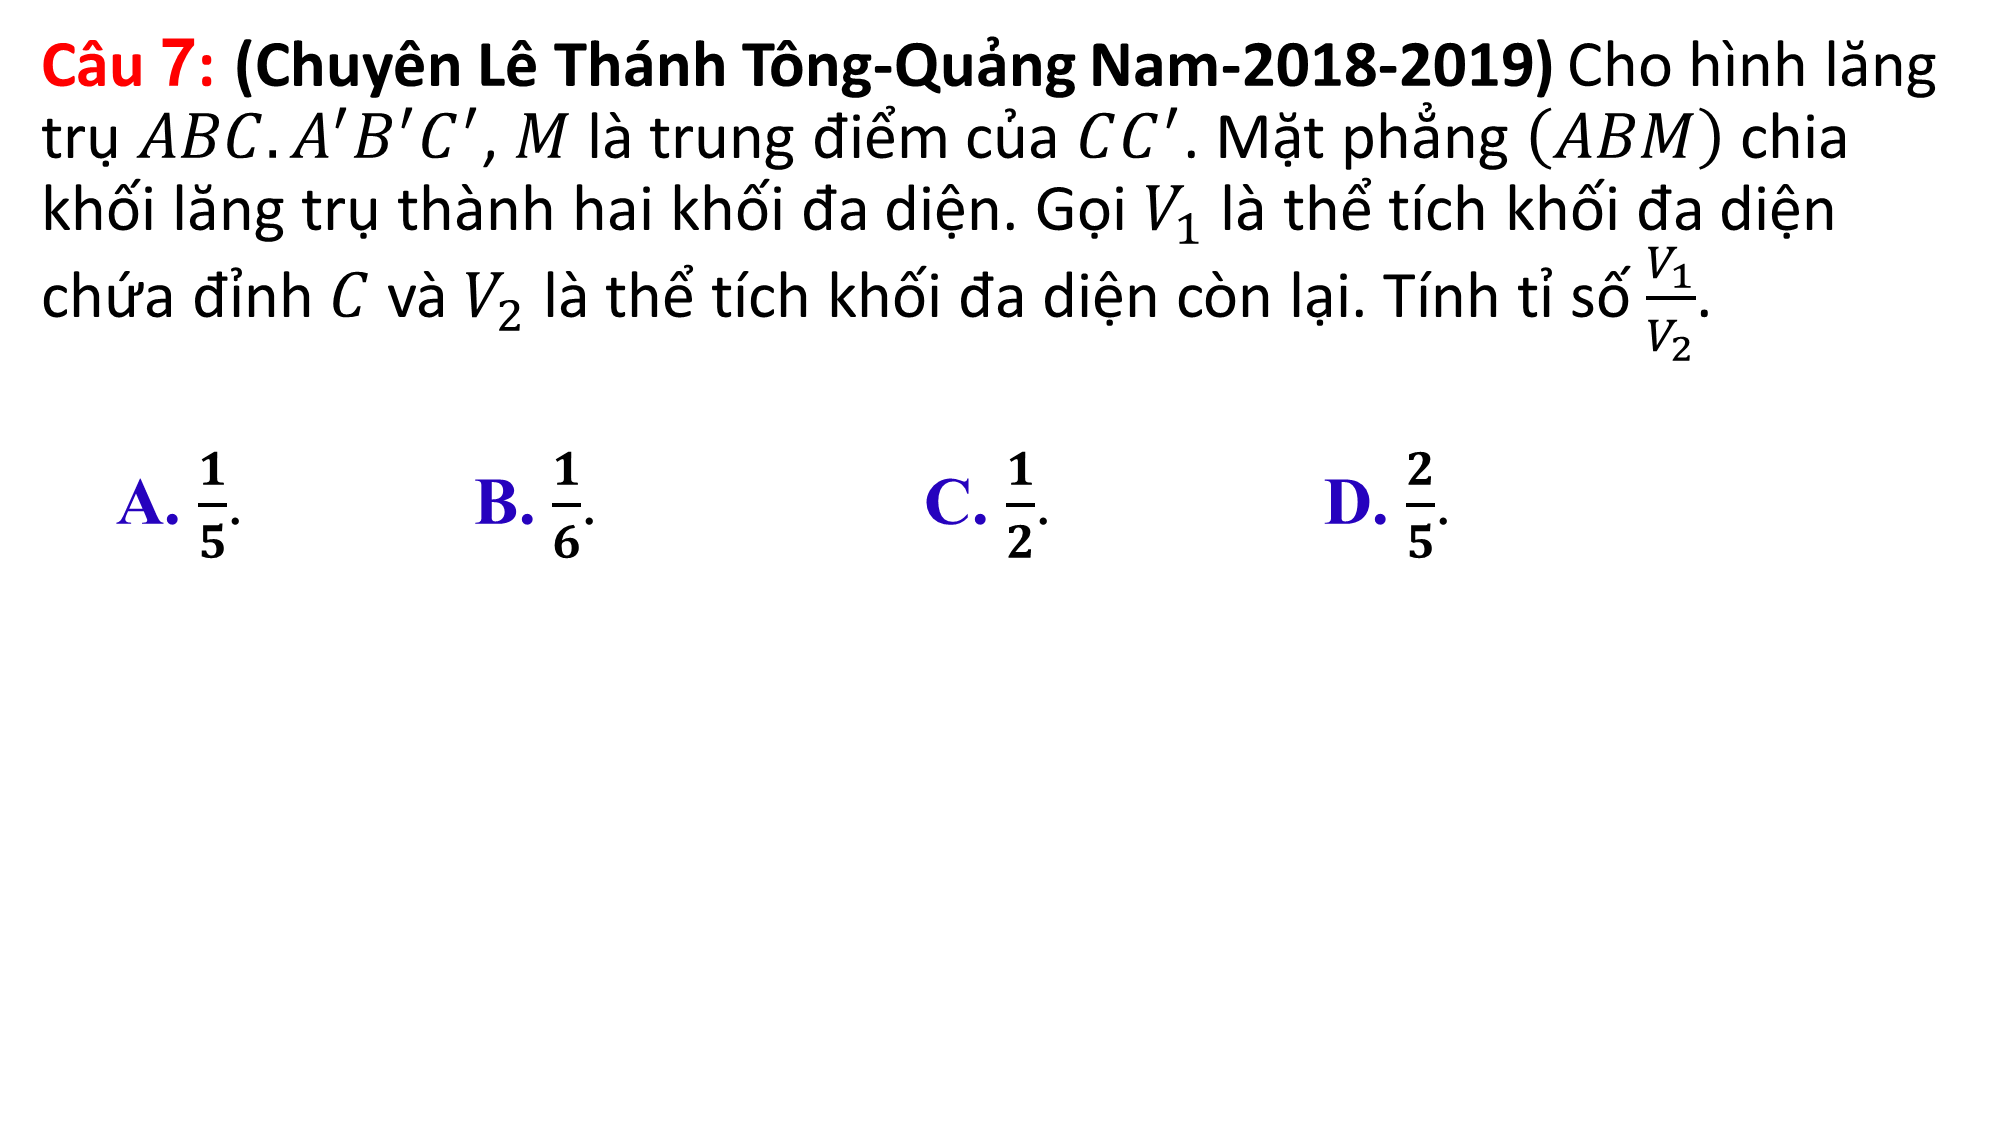 Câu 7: (Chuyên Lê Thánh Tông-Quảng Nam-2018-2019) Cho hình lăng
trụ 𝐴𝐵𝐶.𝐴′𝐵′𝐶′, 𝑀 là trung điểm của 𝐶𝐶′. Mặt phẳng (𝐴𝐵𝑀) chia
khối lăng trụ thành hai khối đa diện. Gọi 𝑉₁ là thể tích khối đa diện
chứa đỉnh 𝐶 và 𝑉₂ là thể tích khối đa diện còn lại. Tính tỉ số 𝑉₁/𝑉₂.
A. 1/5. B. 1/6. C. 1/2. D. 2/5.